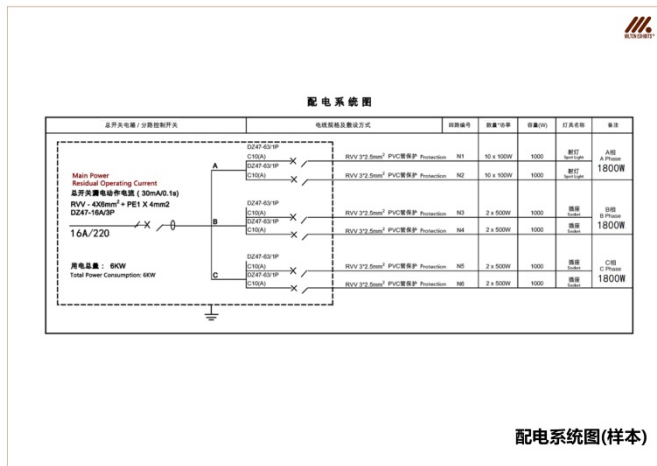 配电系统图
总开关电箱 / 分路控制开关 电缆规格及敷设方式 回路编号 数量*功率 容量(W) 灯具名称 备注
Main Power
Residual Operating Current
总开关漏电动作电流 ( 30mA/0.1s)
RVV - 4X6mm² + PE1 X 4mm2
DZ47-16A/3P
16A/220
用电总量： 6KW
Total Power Consumption: 6KW
A
DZ47-63/1P
C10(A) RVV 3*2.5mm² PVC管保护 Protection N1 10 x 100W 1000 射灯 Spot Light
DZ47-63/1P
C10(A) RVV 3*2.5mm² PVC管保护 Protection N2 10 x 100W 1000 射灯 Spot Light
A相
A Phase
1800W
B
DZ47-63/1P
C10(A) RVV 3*2.5mm² PVC管保护 Protection N3 2 x 500W 1000 插座 Socket
DZ47-63/1P
C10(A) RVV 3*2.5mm² PVC管保护 Protection N4 2 x 500W 1000 插座 Socket
B相
B Phase
1800W
C
DZ47-63/1P
C10(A) RVV 3*2.5mm² PVC管保护 Protection N5 2 x 500W 1000 插座 Socket
DZ47-63/1P
C10(A) RVV 3*2.5mm² PVC管保护 Protection N6 2 x 500W 1000 插座 Socket
C相
C Phase
1800W
配电系统图(样本)